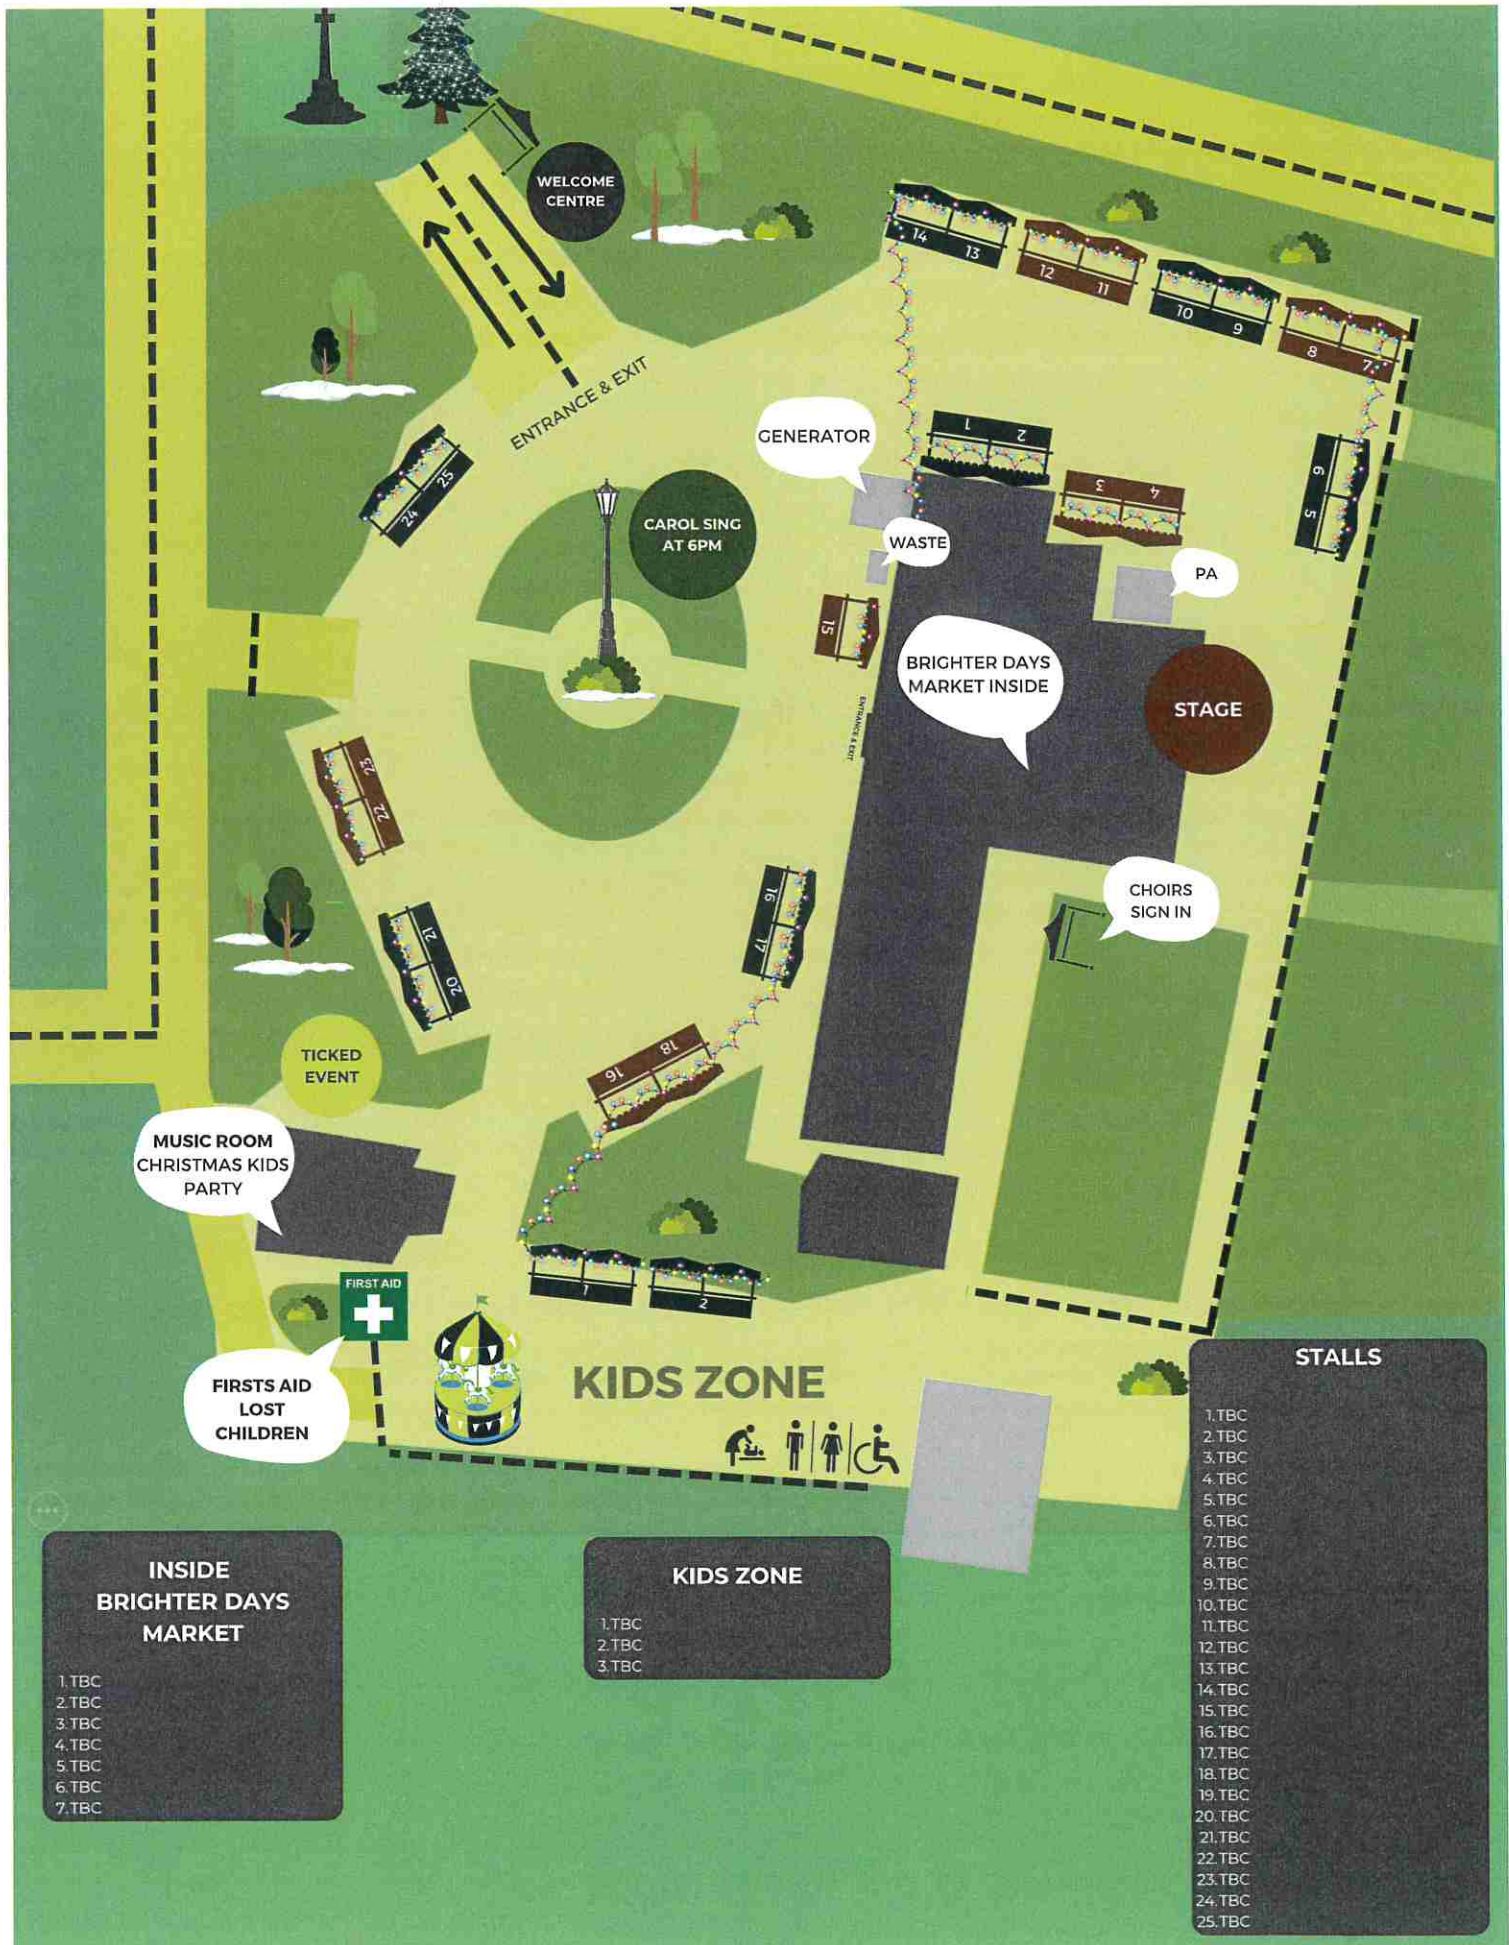 WELCOME
CENTRE
14
13
12
11
10
9
8
7
ENTRANCE & EXIT
GENERATOR
1
2
3
4
6
5
25
24
CAROL SING
AT 6PM
WASTE
PA
15
BRIGHTER DAYS
MARKET INSIDE
STAGE
ENTRANCE & EXIT
23
22
16
17
CHOIRS
SIGN IN
21
20
18
16
TICKED
EVENT
MUSIC ROOM
CHRISTMAS KIDS
PARTY
FIRST AID
1
2
KIDS ZONE
FIRSTS AID
LOST
CHILDREN
STALLS
1.TBC
2.TBC
3.TBC
4.TBC
5.TBC
6.TBC
7.TBC
8.TBC
9.TBC
10.TBC
11.TBC
12.TBC
13.TBC
14.TBC
15.TBC
16.TBC
17.TBC
18.TBC
19.TBC
20.TBC
21.TBC
22.TBC
23.TBC
24.TBC
25.TBC
INSIDE
BRIGHTER DAYS
MARKET
1.TBC
2.TBC
3.TBC
4.TBC
5.TBC
6.TBC
7.TBC
KIDS ZONE
1.TBC
2.TBC
3.TBC